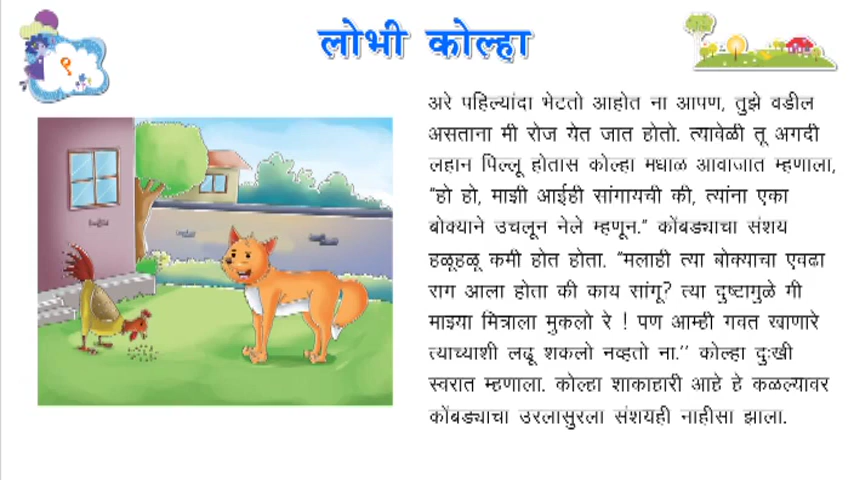 लोभी कोल्हा
१
अरे पहिल्यांदा भेटतो आहोत ना आपण, तुझे वडील
असताना मी रोज येत जात होतो. त्यावेळी तू अगदी
लहान पिल्लू होतास कोल्हा मधाळ आवाजात म्हणाला,
"हो हो, माझी आईही सांगायची की, त्यांना एका
बोक्याने उचलून नेले म्हणून." कोंबड्याचा संशय
हळूहळू कमी होत होता. "मलाही त्या बोक्याचा एवढा
राग आला होता की काय सांगू? त्या दुष्टामुळे मी
माझ्या मित्राला मुकलो रे ! पण आम्ही गवत खाणारे
त्याच्याशी लढू शकलो नव्हतो ना.'' कोल्हा दुःखी
स्वरात म्हणाला. कोल्हा शाकाहारी आहे हे कळल्यावर
कोंबड्याचा उरलासुरला संशयही नाहीसा झाला.